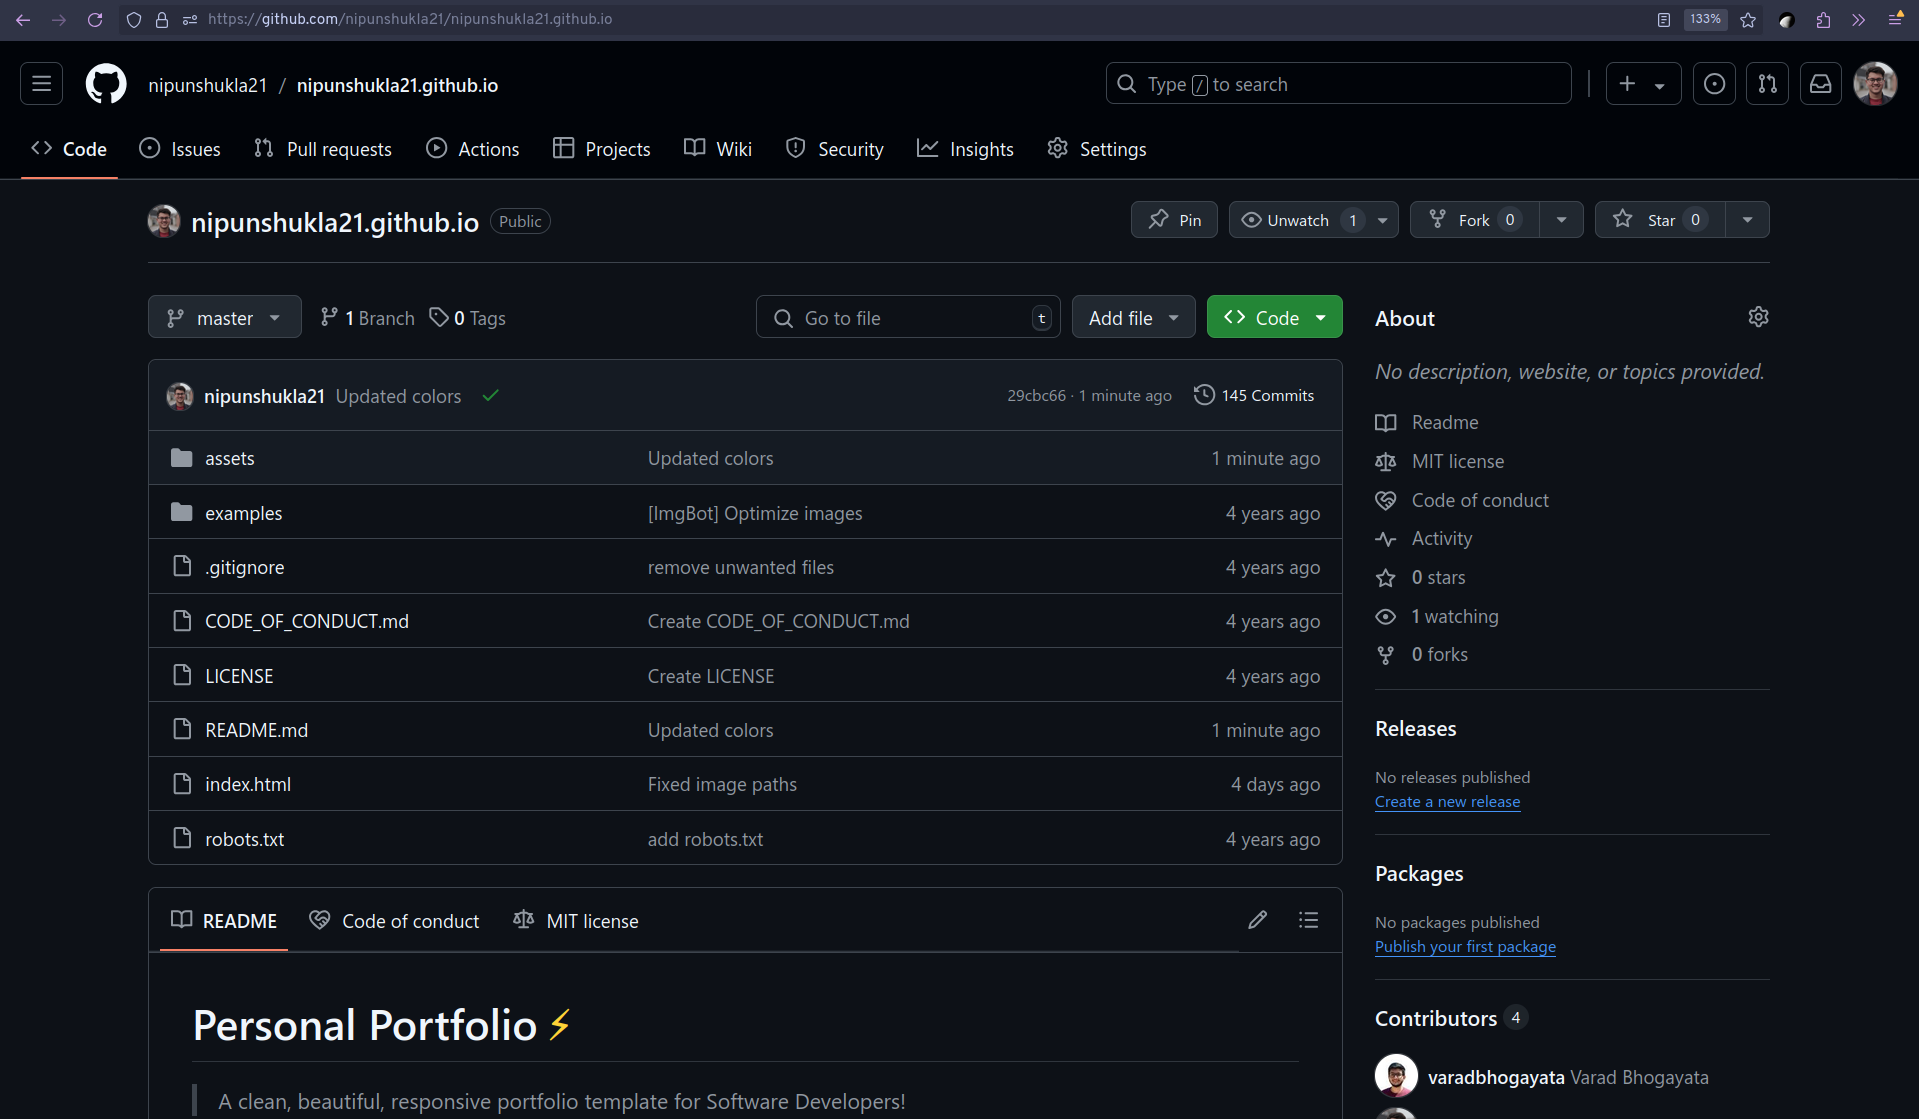 https://github.com/nipunshukla21/nipunshukla21.github.io
133%
nipunshukla21 / nipunshukla21.github.io
Type / to search
Code Issues Pull requests Actions Projects Wiki Security Insights Settings
nipunshukla21.github.io Public
Pin Unwatch 1 Fork 0 Star 0
master 1 Branch 0 Tags Go to file t Add file Code
nipunshukla21 Updated colors 29cbc66 · 1 minute ago 145 Commits
assets Updated colors 1 minute ago
examples [ImgBot] Optimize images 4 years ago
.gitignore remove unwanted files 4 years ago
CODE_OF_CONDUCT.md Create CODE_OF_CONDUCT.md 4 years ago
LICENSE Create LICENSE 4 years ago
README.md Updated colors 1 minute ago
index.html Fixed image paths 4 days ago
robots.txt add robots.txt 4 years ago
README Code of conduct MIT license
Personal Portfolio ⚡
A clean, beautiful, responsive portfolio template for Software Developers!
About
No description, website, or topics provided.
Readme
MIT license
Code of conduct
Activity
0 stars
1 watching
0 forks
Releases
No releases published
Create a new release
Packages
No packages published
Publish your first package
Contributors 4
varadbhogayata Varad Bhogayata